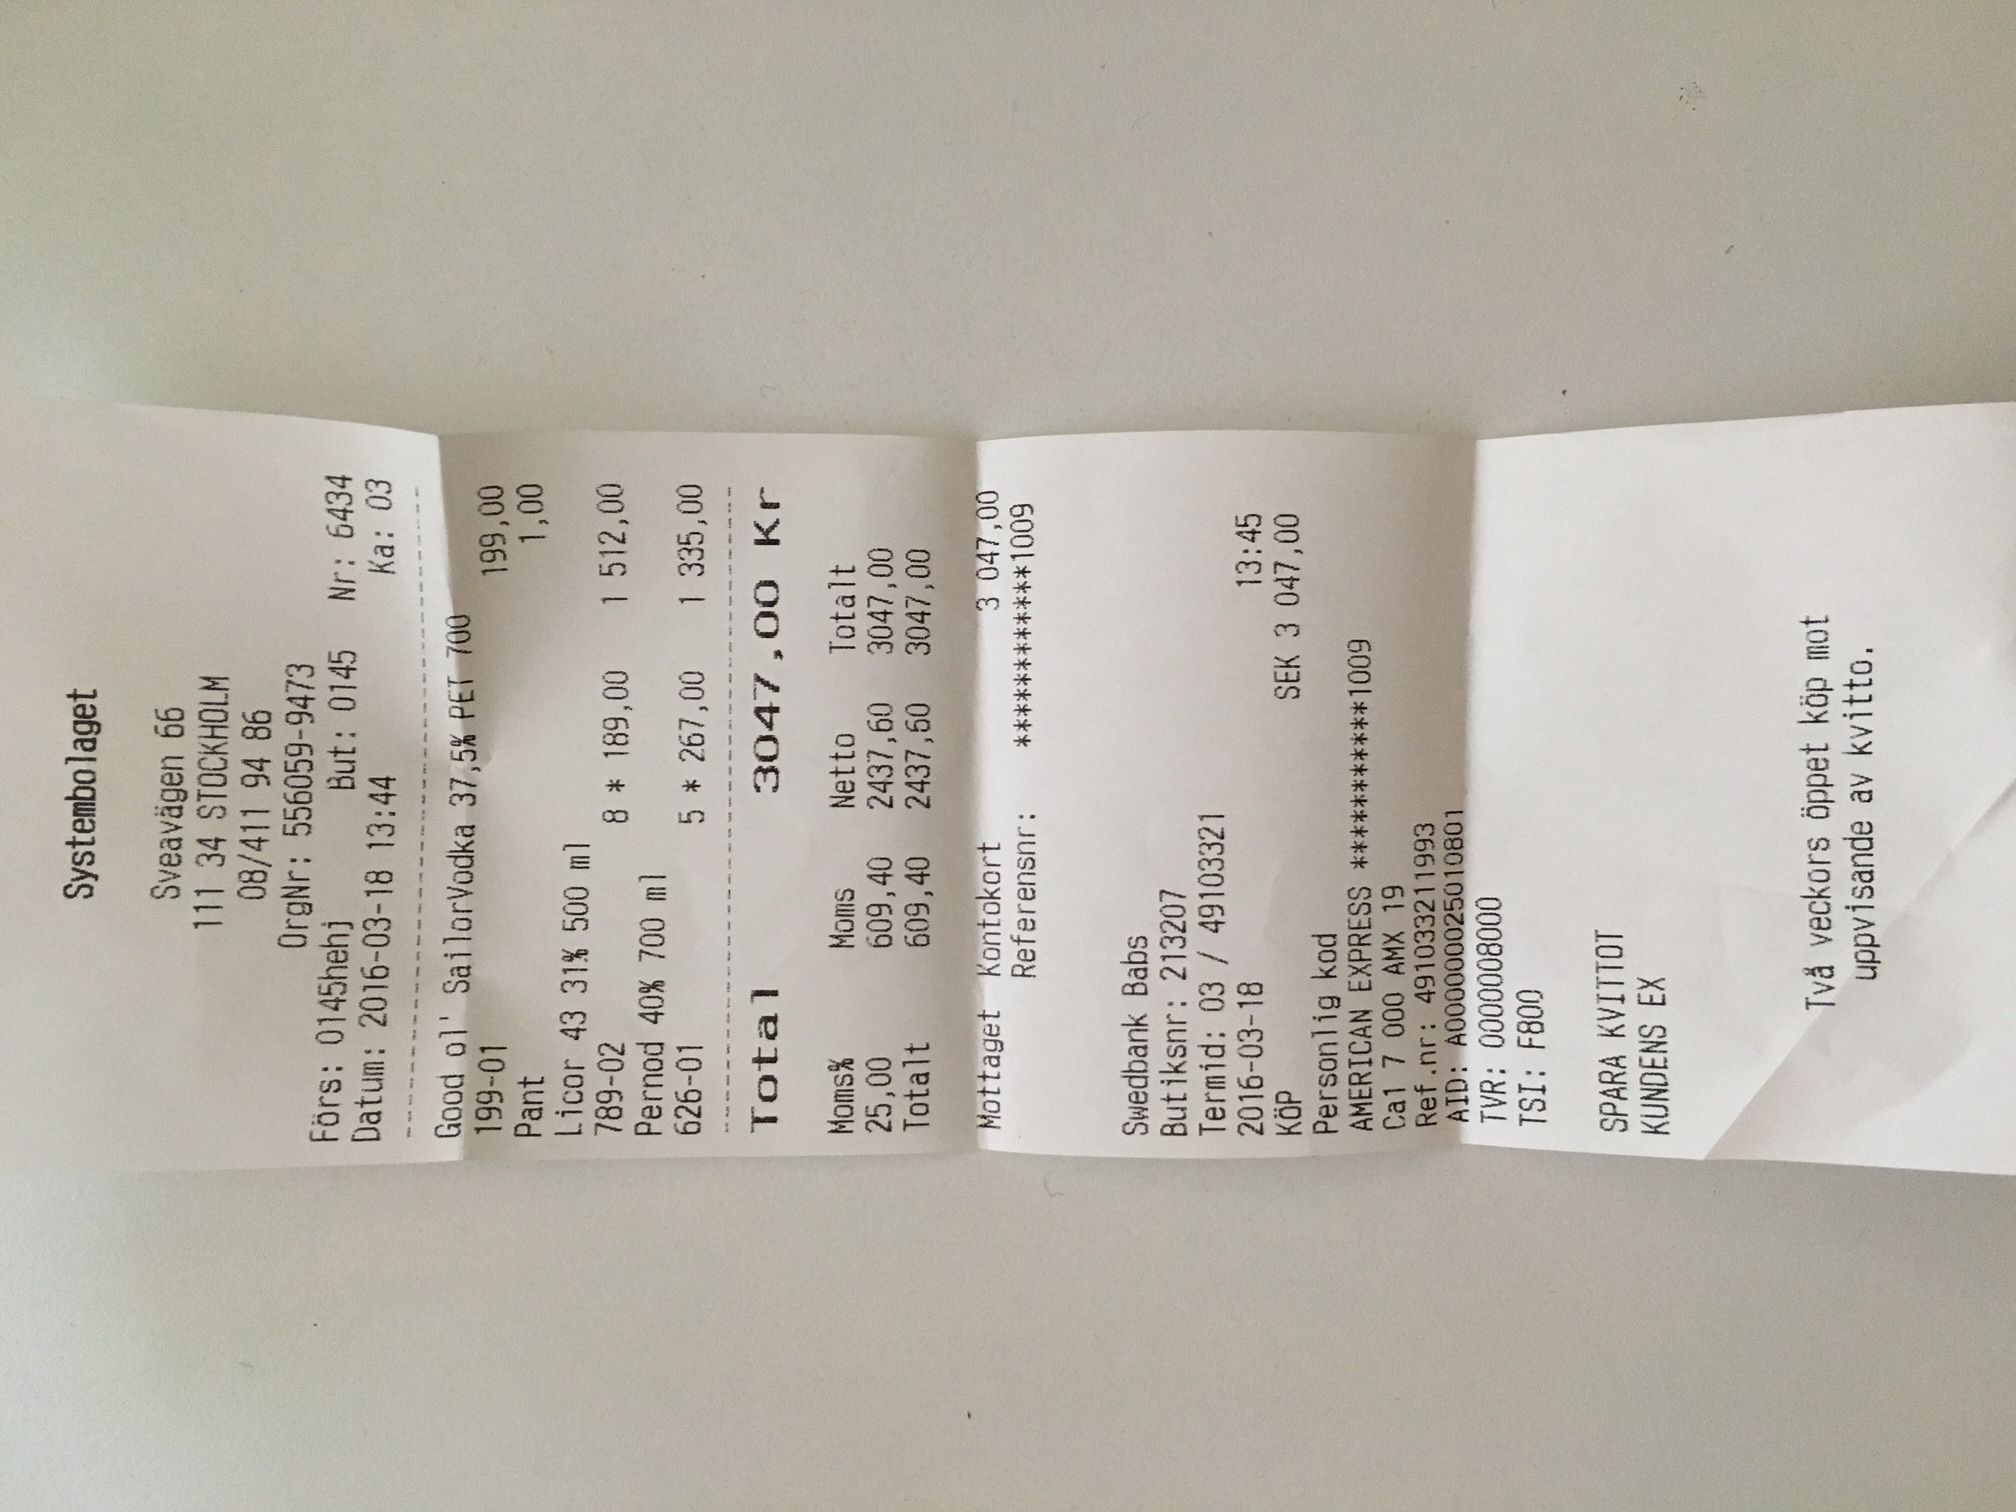 Systembolaget
Sveavägen 66
111 34 STOCKHOLM
08/411 94 86
OrgNr: 556059-9473
Förs: 0145hehj But: 0145 Nr: 6434
Datum: 2016-03-18 13:44 Ka: 03
Good ol' SailorVodka 37,5% PET 700
199-01 199,00
Pant 1,00
Licor 43 31% 500 ml
789-02 8 * 189,00 1 512,00
Pernod 40% 700 ml
626-01 5 * 267,00 1 335,00
Total 3047,00 Kr
Moms% Moms Netto Totalt
25,00 609,40 2437,60 3047,00
Totalt 609,40 2437,60 3047,00
Mottaget Kontokort 3 047,00
Referensnr: ************1009
Swedbank Babs
Butiksnr: 213207
Termid: 03 / 49103321
2016-03-18 13:45
KÖP SEK 3 047,00
Personlig kod
AMERICAN EXPRESS ***********1009
Ca1 7 000 AMX 19
Ref.nr: 491033211993
AID: A000000025010801
TVR: 0000008000
TSI: F800
SPARA KVITTOT
KUNDENS EX
Två veckors öppet köp mot
uppvisande av kvitto.